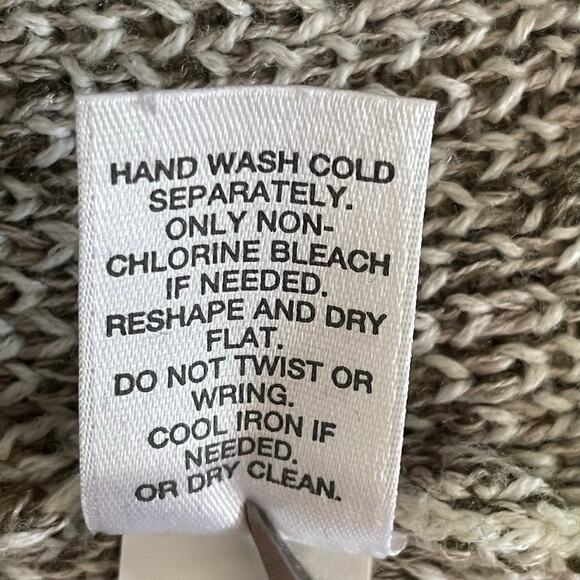 HAND WASH COLD
SEPARATELY.
ONLY NON-
CHLORINE BLEACH
IF NEEDED.
RESHAPE AND DRY
FLAT.
DO NOT TWIST OR
WRING.
COOL IRON IF
NEEDED.
OR DRY CLEAN.